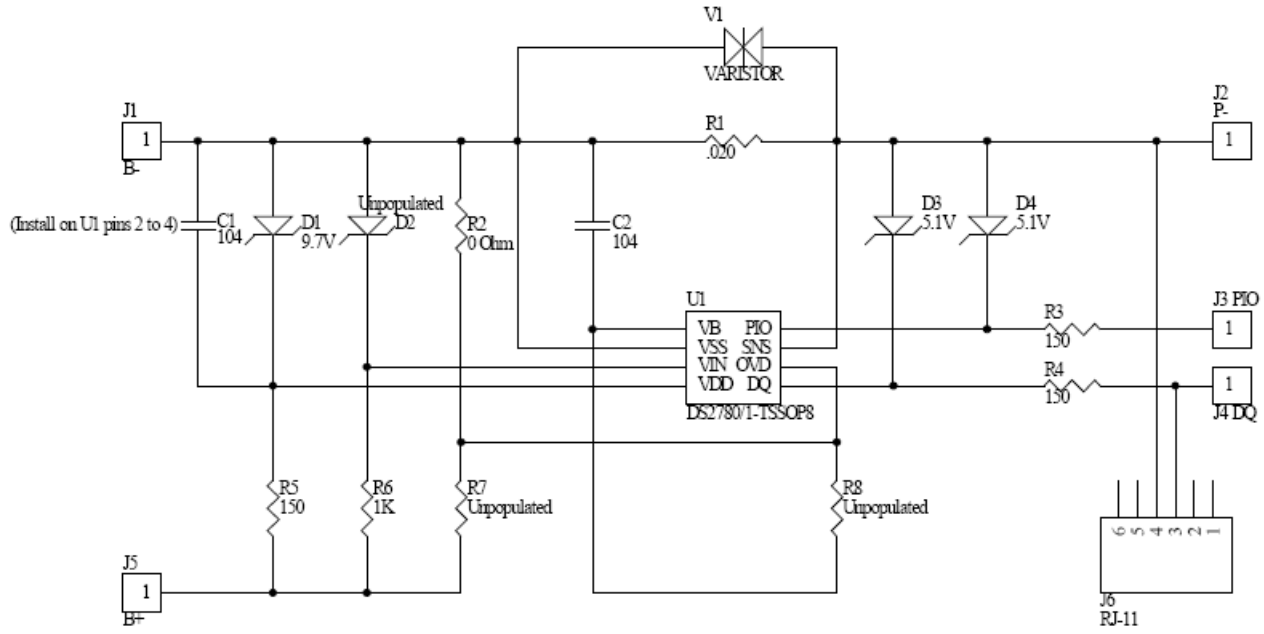 V1
VARISTOR
J1
1
B-
R1
.020
J2
P-
1
(Install on U1 pins 2 to 4)
C1
104
D1
9.7V
Unpopulated
D2
R2
0 Ohm
C2
104
D3
5.1V
D4
5.1V
U1
VB PIO
VSS SNS
VIN OVD
VDD DQ
DS2780/1-TSSOP8
R3
150
J3 PIO
1
R4
150
1
J4 DQ
R5
150
R6
1K
R7
Unpopulated
R8
Unpopulated
J5
1
B+
6 5 4 3 2 1
J6
RJ-11